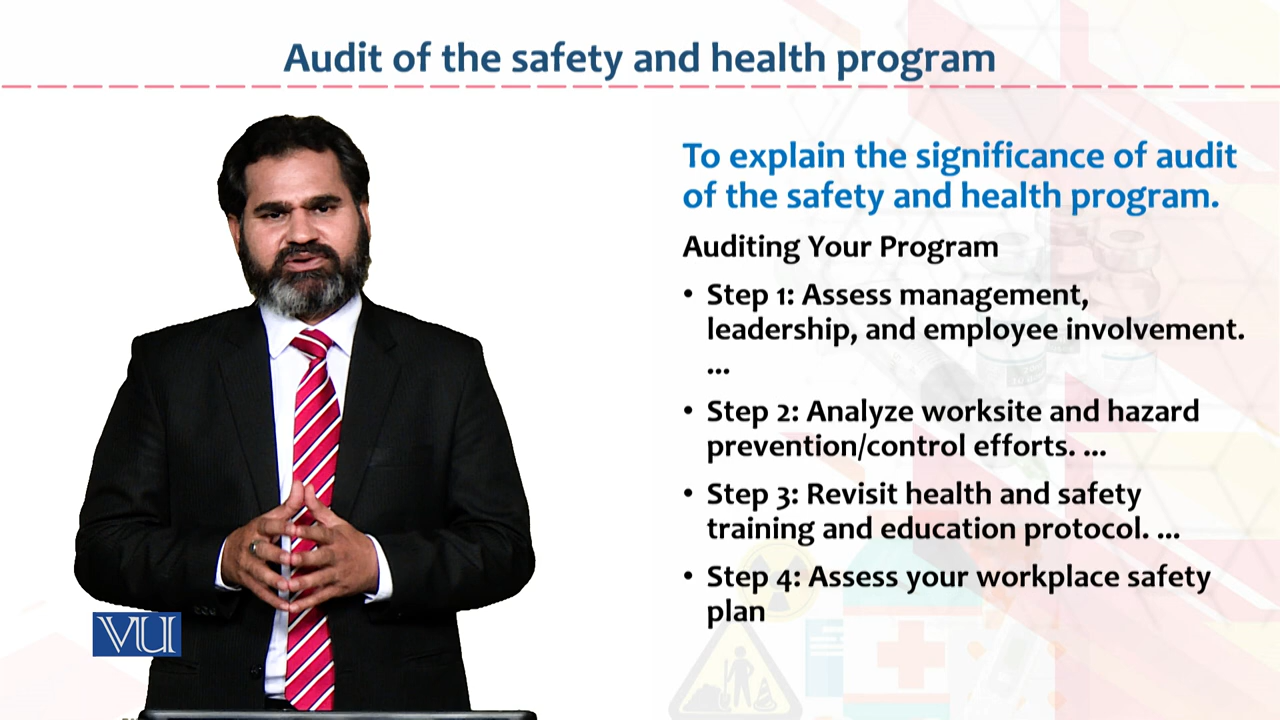 Audit of the safety and health program
To explain the significance of audit
of the safety and health program.
Auditing Your Program
• Step 1: Assess management,
leadership, and employee involvement.
...
• Step 2: Analyze worksite and hazard
prevention/control efforts. ...
• Step 3: Revisit health and safety
training and education protocol. ...
• Step 4: Assess your workplace safety
plan
VU